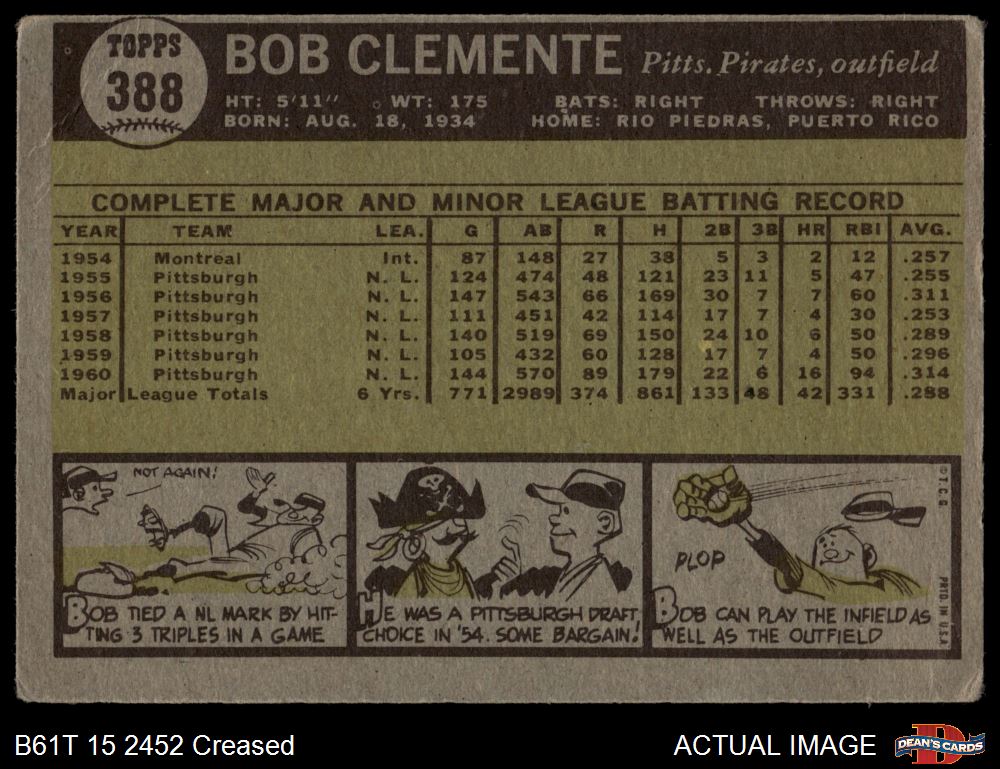 TOPPS
388
BOB CLEMENTE Pitts. Pirates, outfield
HT: 5'11" WT: 175 BATS: RIGHT THROWS: RIGHT
BORN: AUG. 18, 1934 HOME: RIO PIEDRAS, PUERTO RICO
COMPLETE MAJOR AND MINOR LEAGUE BATTING RECORD
YEAR TEAM LEA. G AB R H 2B 3B HR RBI AVG.
1954 Montreal Int. 87 148 27 38 5 3 2 12 .257
1955 Pittsburgh N. L. 124 474 48 121 23 11 5 47 .255
1956 Pittsburgh N. L. 147 543 66 169 30 7 7 60 .311
1957 Pittsburgh N. L. 111 451 42 114 17 7 4 30 .253
1958 Pittsburgh N. L. 140 519 69 150 24 10 6 50 .289
1959 Pittsburgh N. L. 105 432 60 128 17 7 4 50 .296
1960 Pittsburgh N. L. 144 570 89 179 22 6 16 94 .314
Major League Totals 6 Yrs. 771 2989 374 861 133 48 42 331 .288
NOT AGAIN!
BOB TIED A NL MARK BY HIT-
TING 3 TRIPLES IN A GAME
HE WAS A PITTSBURGH DRAFT
CHOICE IN '54. SOME BARGAIN!
PLOP
BOB CAN PLAY THE INFIELD AS
WELL AS THE OUTFIELD
© T. C. G.
PRTD. IN U.S.A.
B61T 15 2452 Creased
ACTUAL IMAGE
DEAN'S CARDS